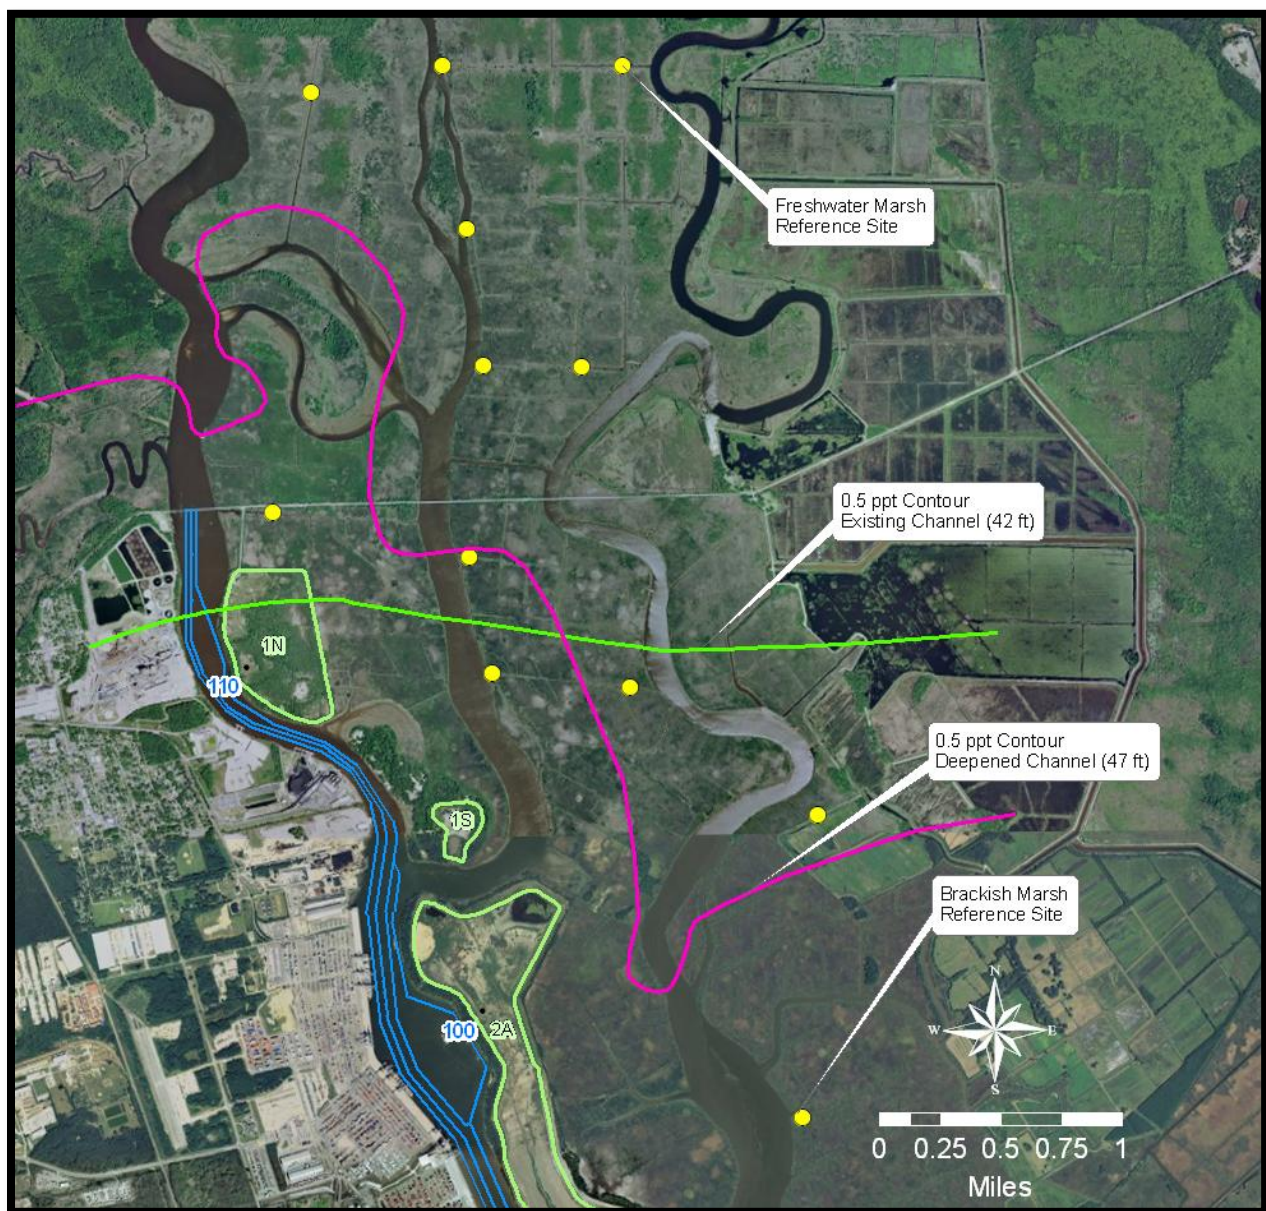 Freshwater Marsh
Reference Site
0.5 ppt Contour
Existing Channel (42 ft)
1N
110
0.5 ppt Contour
Deepened Channel (47 ft)
1S
Brackish Marsh
Reference Site
100
2A
N
W
E
S
0 0.25 0.5 0.75 1
Miles